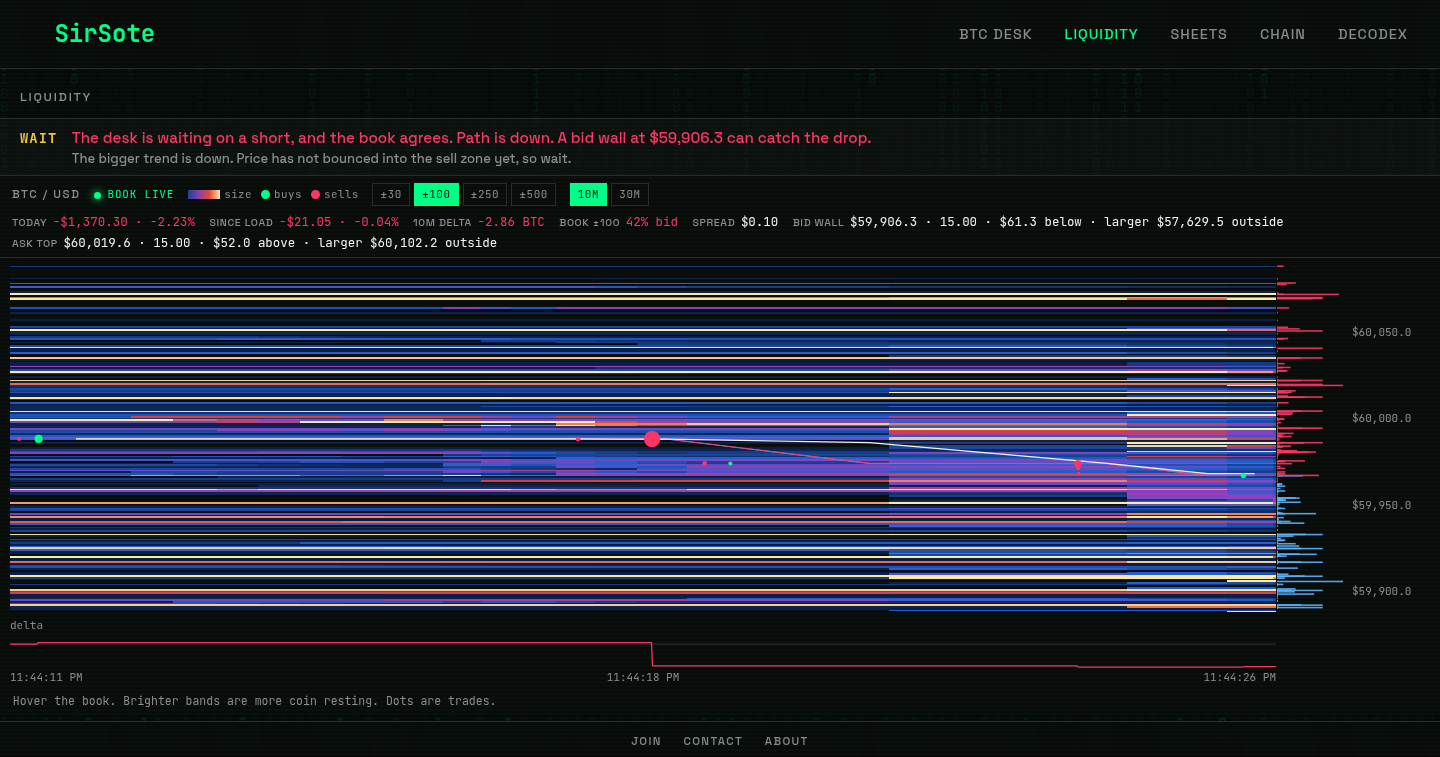 SirSote
BTC DESK LIQUIDITY SHEETS CHAIN DECODEX
LIQUIDITY
WAIT The desk is waiting on a short, and the book agrees. Path is down. A bid wall at $59,906.3 can catch the drop.
The bigger trend is down. Price has not bounced into the sell zone yet, so wait.
BTC / USD BOOK LIVE size buys sells ±30 ±100 ±250 ±500 10M 30M
TODAY -$1,370.30 · -2.23% SINCE LOAD -$21.05 · -0.04% 10M DELTA -2.86 BTC BOOK ±100 42% bid SPREAD $0.10 BID WALL $59,906.3 · 15.00 · $61.3 below · larger $57,629.5 outside
ASK TOP $60,019.6 · 15.00 · $52.0 above · larger $60,102.2 outside
$60,050.0
$60,000.0
$59,950.0
$59,900.0
delta
11:44:11 PM 11:44:18 PM 11:44:26 PM
Hover the book. Brighter bands are more coin resting. Dots are trades.
JOIN CONTACT ABOUT